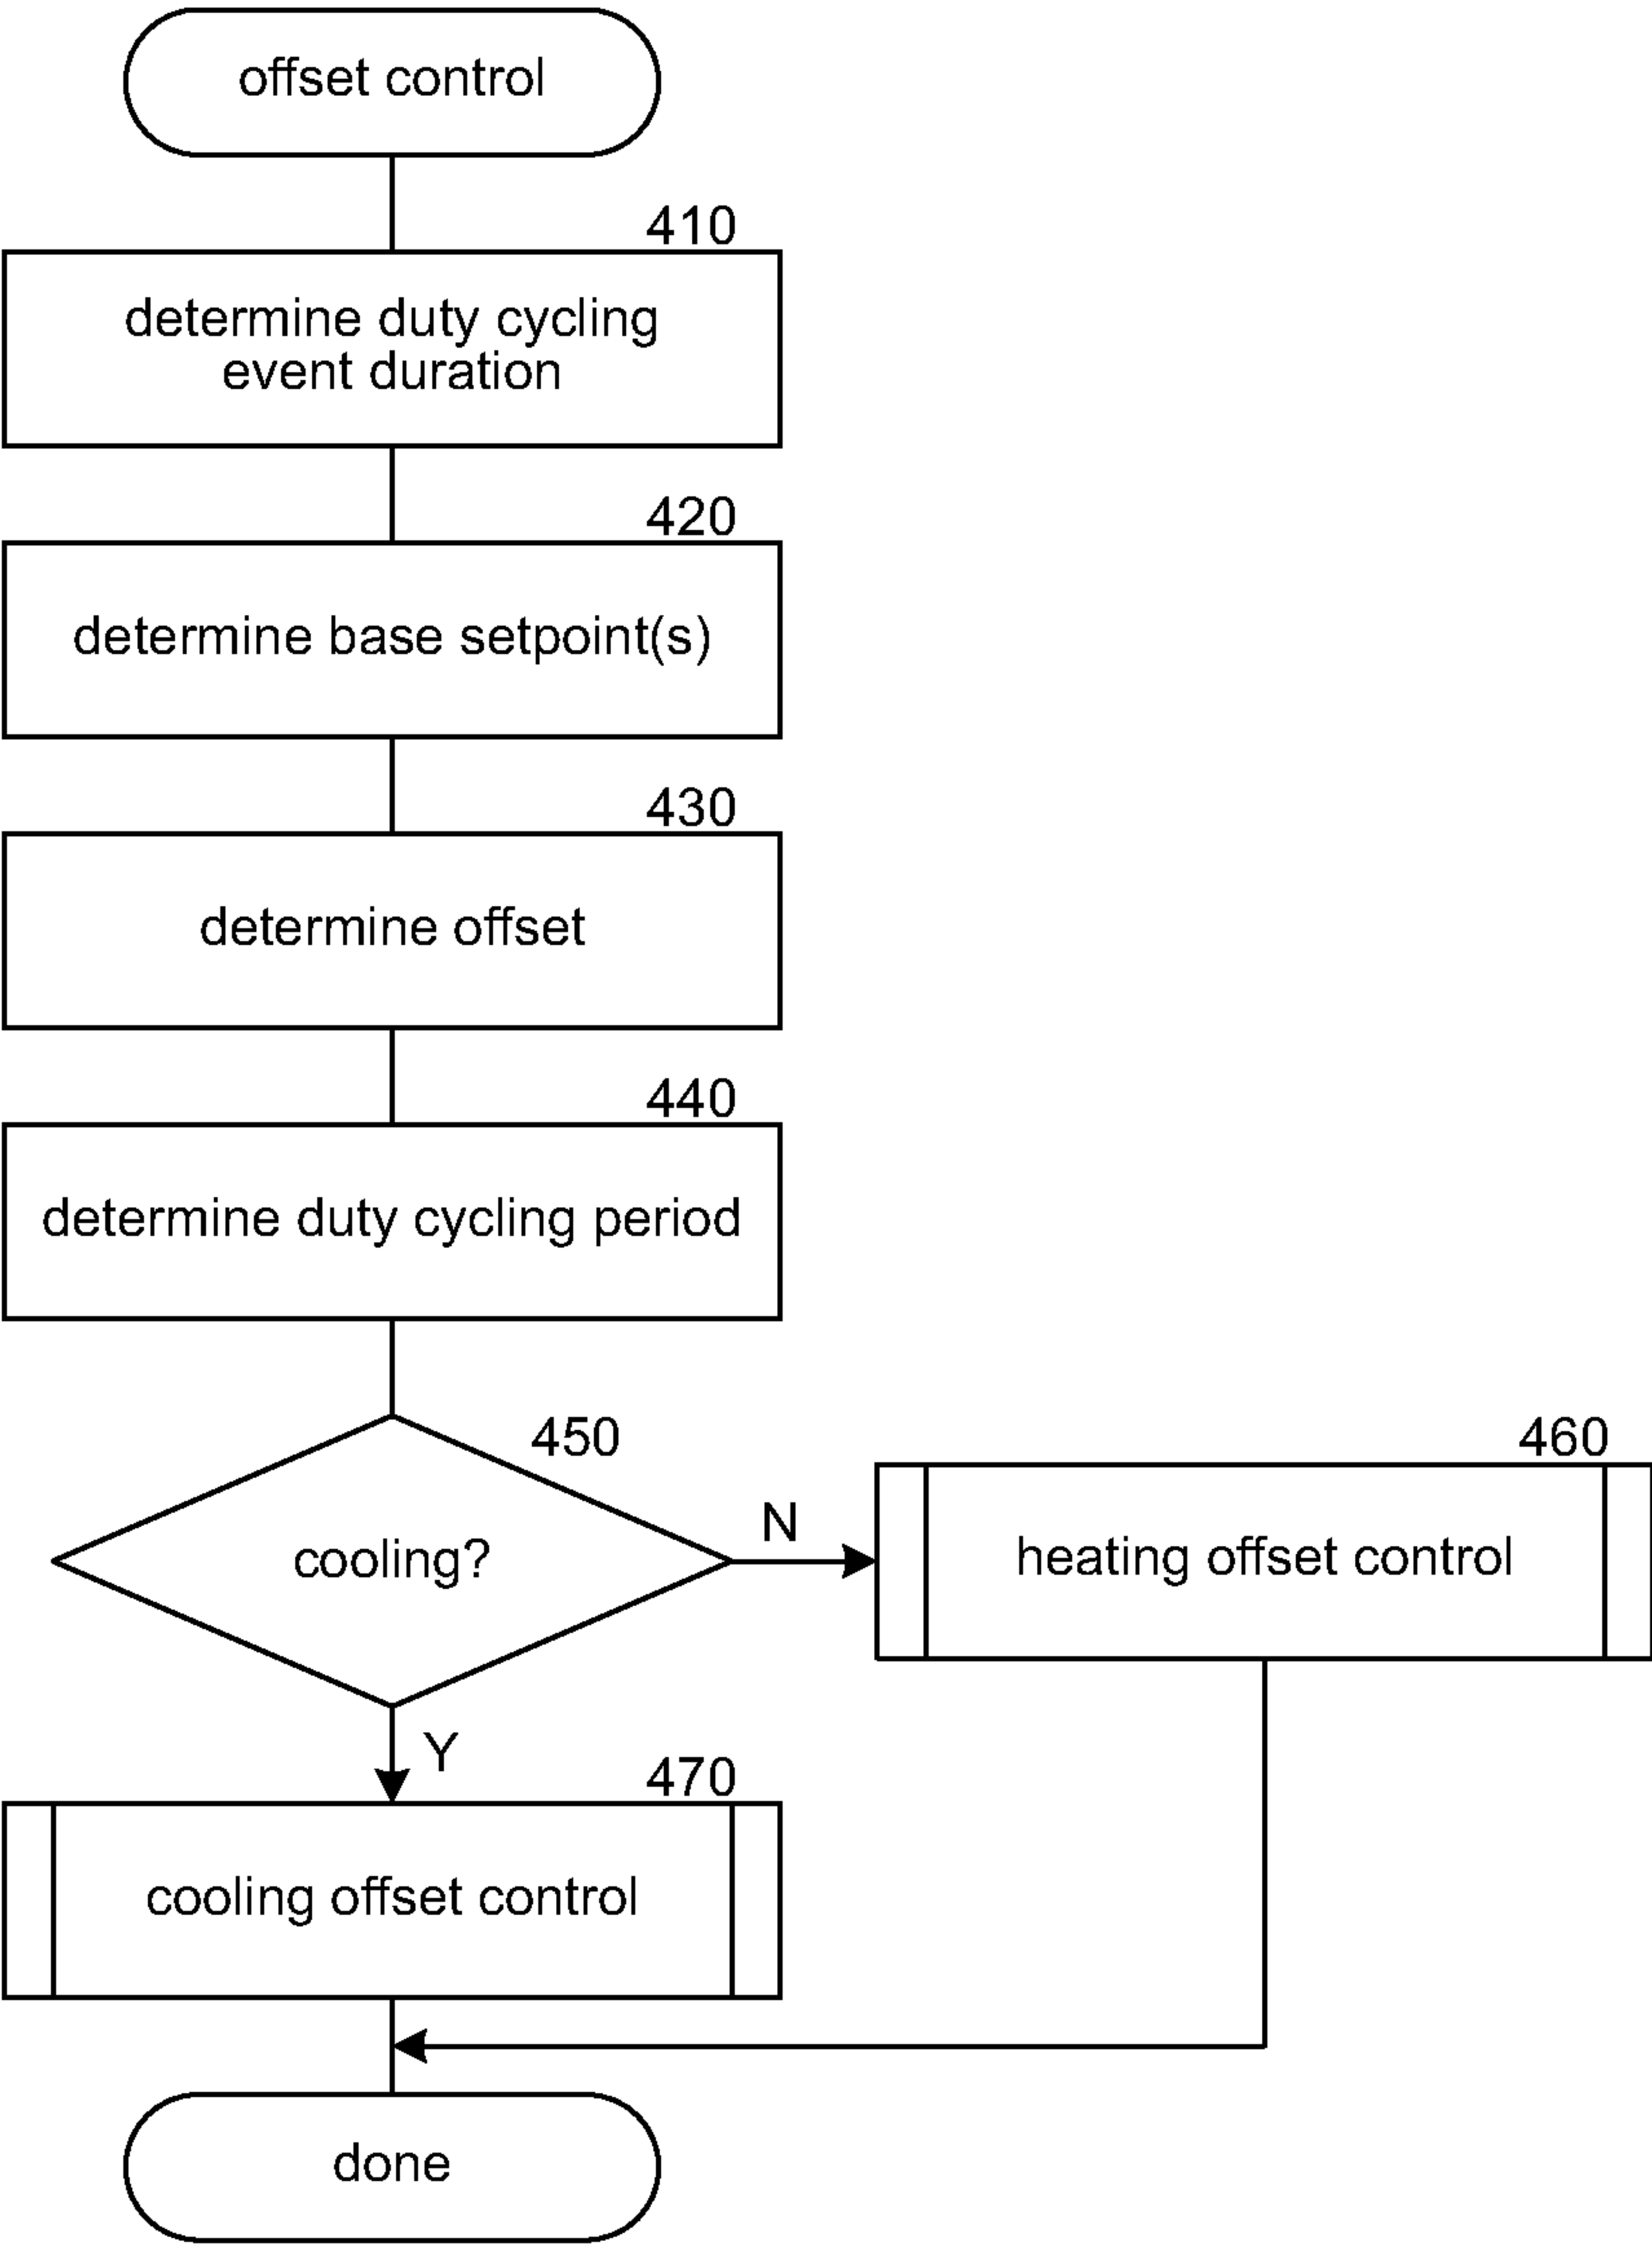 offset control
410
determine duty cycling
event duration
420
determine base setpoint(s)
430
determine offset
440
determine duty cycling period
450
cooling?
N
460
heating offset control
Y
470
cooling offset control
done